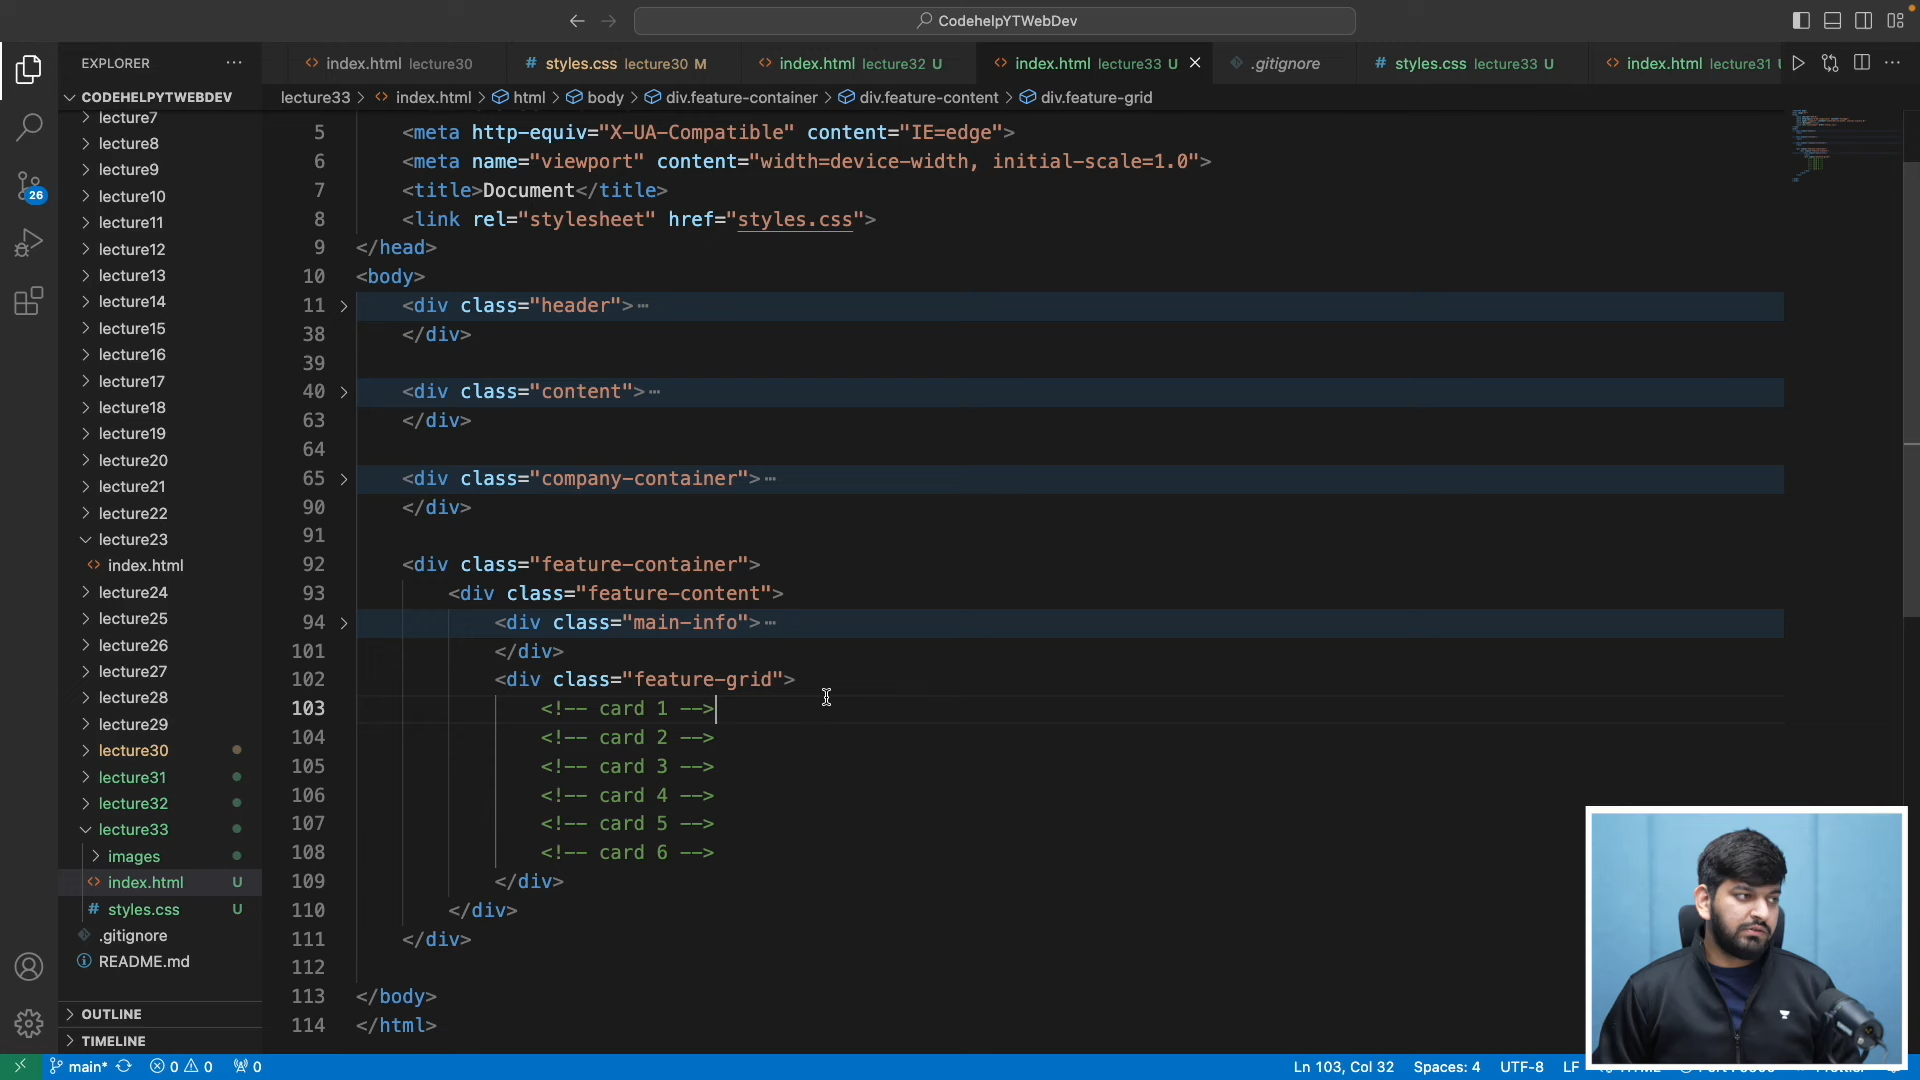 CodehelpYTWebDev
EXPLORER
index.html lecture30
styles.css lecture30 M
index.html lecture32 U
index.html lecture33 U
.gitignore
styles.css lecture33 U
index.html lecture31
CODEHELPYTWEBDEV
lecture33 > index.html > html > body > div.feature-container > div.feature-content > div.feature-grid
lecture7
lecture8
lecture9
lecture10
lecture11
lecture12
lecture13
lecture14
lecture15
lecture16
lecture17
lecture18
lecture19
lecture20
lecture21
lecture22
lecture23
index.html
lecture24
lecture25
lecture26
lecture27
lecture28
lecture29
lecture30
lecture31
lecture32
lecture33
images
index.html U
styles.css U
.gitignore
README.md
OUTLINE
TIMELINE
26
5 <meta http-equiv="X-UA-Compatible" content="IE=edge">
6 <meta name="viewport" content="width=device-width, initial-scale=1.0">
7 <title>Document</title>
8 <link rel="stylesheet" href="styles.css">
9 </head>
10 <body>
11 <div class="header">⋯
38 </div>
39
40 <div class="content">⋯
63 </div>
64
65 <div class="company-container">⋯
90 </div>
91
92 <div class="feature-container">
93 <div class="feature-content">
94 <div class="main-info">⋯
101 </div>
102 <div class="feature-grid">
103 <!-- card 1 -->
104 <!-- card 2 -->
105 <!-- card 3 -->
106 <!-- card 4 -->
107 <!-- card 5 -->
108 <!-- card 6 -->
109 </div>
110 </div>
111 </div>
112
113 </body>
114 </html>
main* 0 0 0 Ln 103, Col 32 Spaces: 4 UTF-8 LF